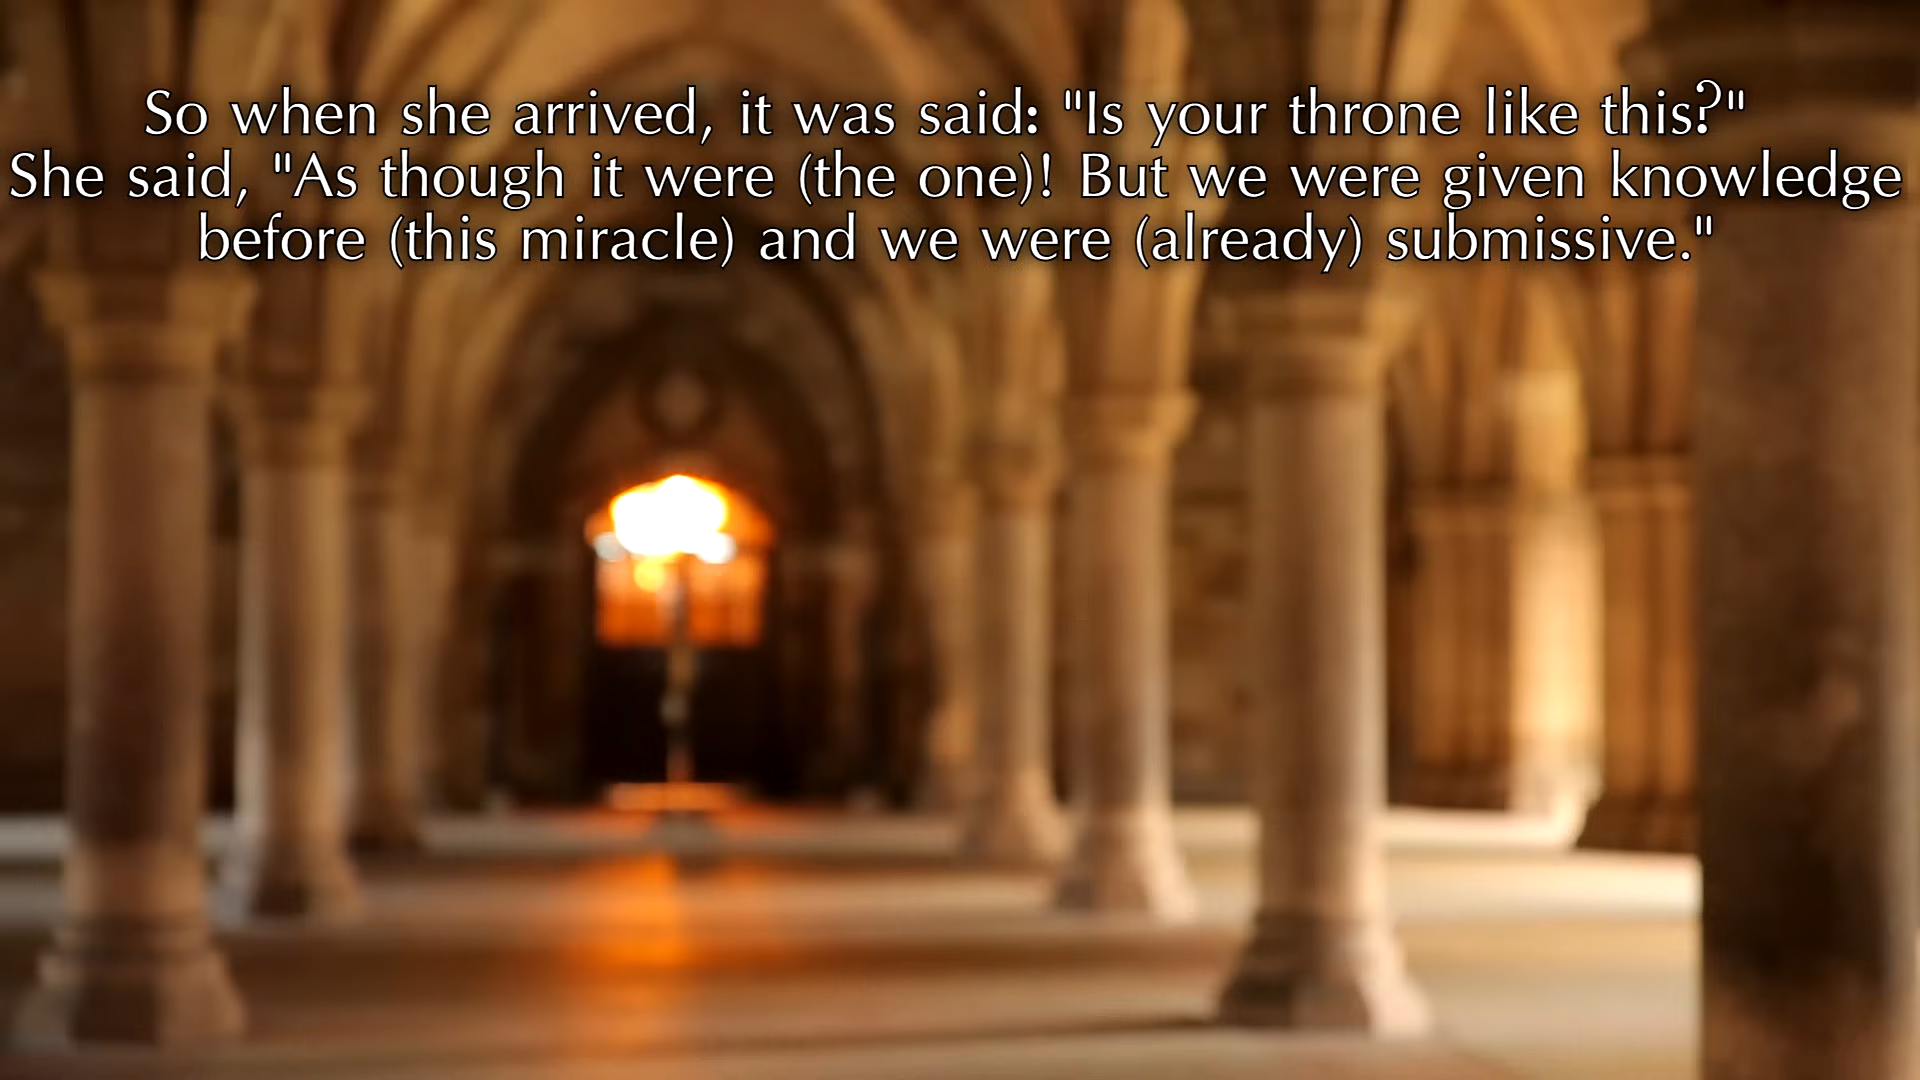 So when she arrived, it was said: "Is your throne like this?"
She said, "As though it were (the one)! But we were given knowledge
before (this miracle) and we were (already) submissive."